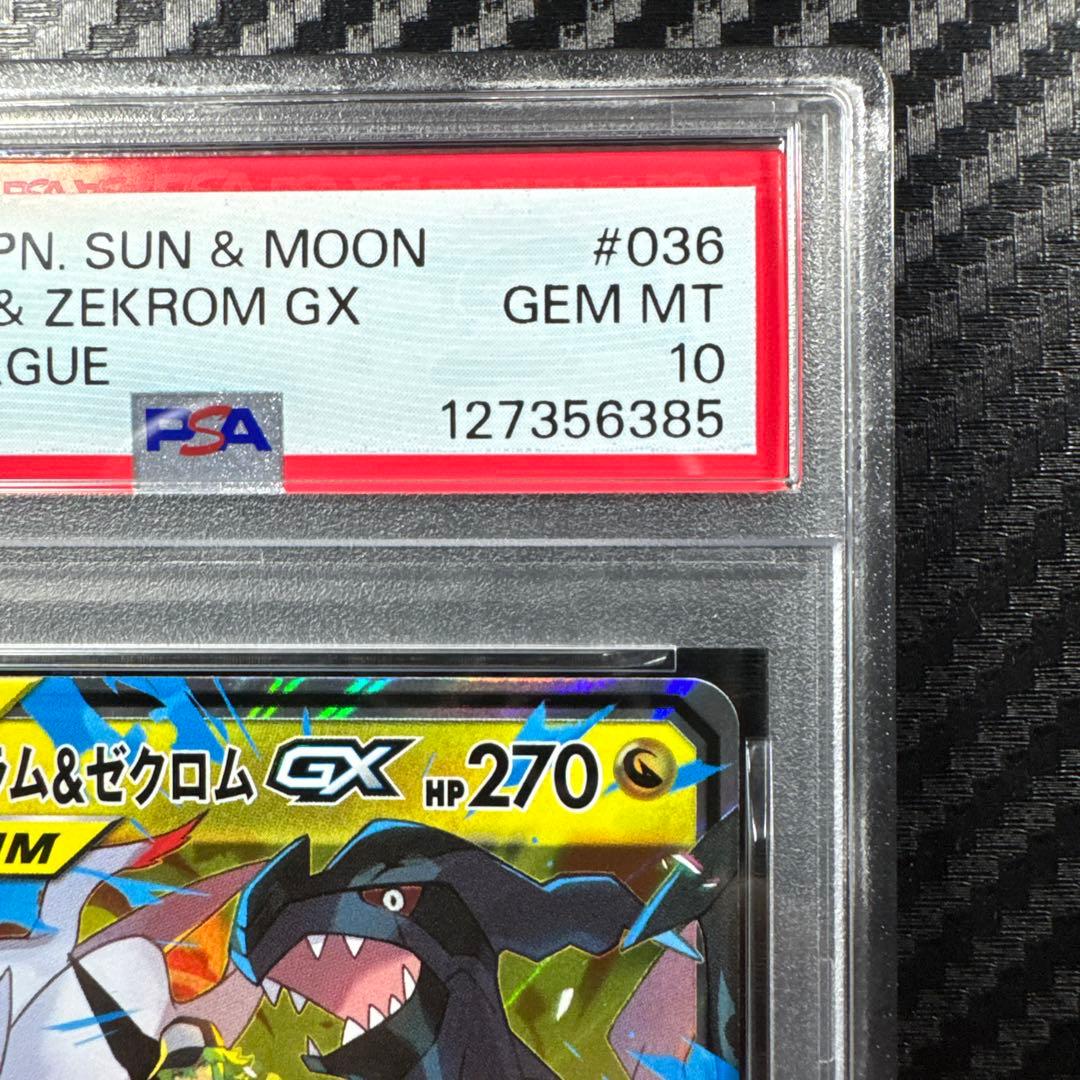 PN. SUN & MOON #036
& ZEKROM GX GEM MT
AGUE 10
PSA 127356385
ラム&ゼクロム GX HP 270